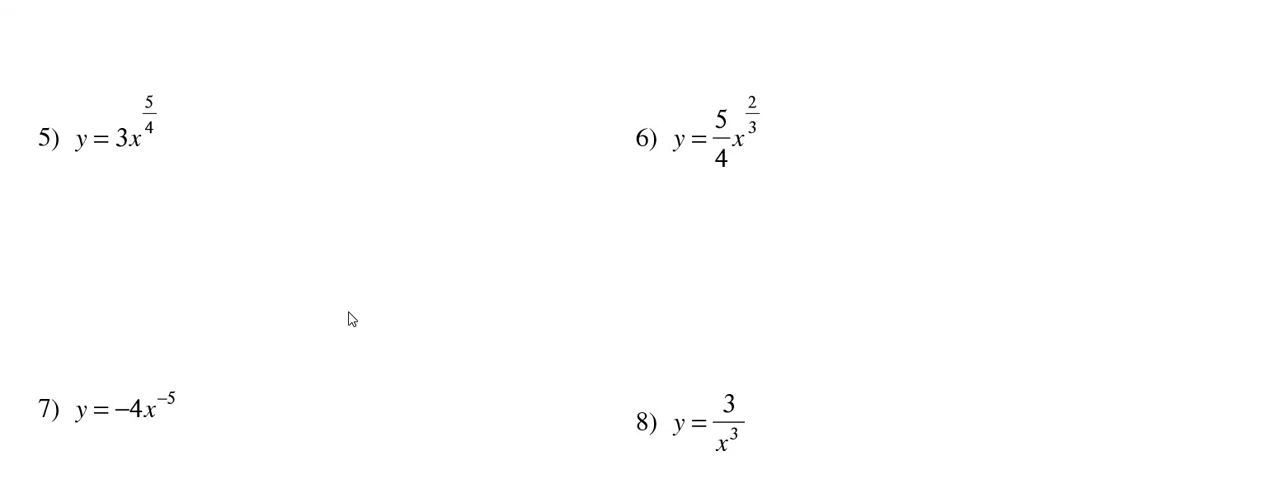 5) y = 3x^(5/4)
6) y = 5/4 x^(2/3)
7) y = −4x^−5
8) y = 3/x^3